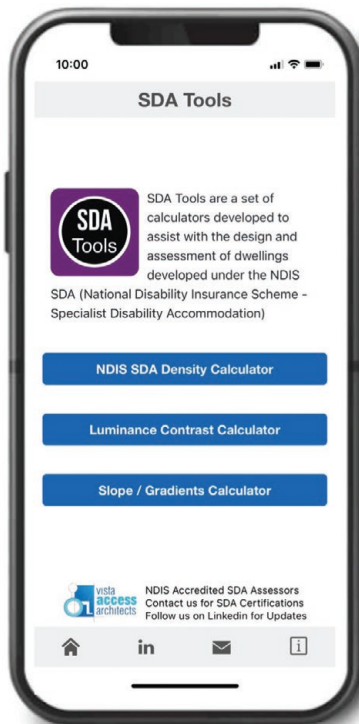 10:00
SDA Tools
SDA
Tools
SDA Tools are a set of
calculators developed to
assist with the design and
assessment of dwellings
developed under the NDIS
SDA (National Disability Insurance Scheme -
Specialist Disability Accommodation)
NDIS SDA Density Calculator
Luminance Contrast Calculator
Slope / Gradients Calculator
vista
access
architects
NDIS Accredited SDA Assessors
Contact us for SDA Certifications
Follow us on Linkedin for Updates
in
i